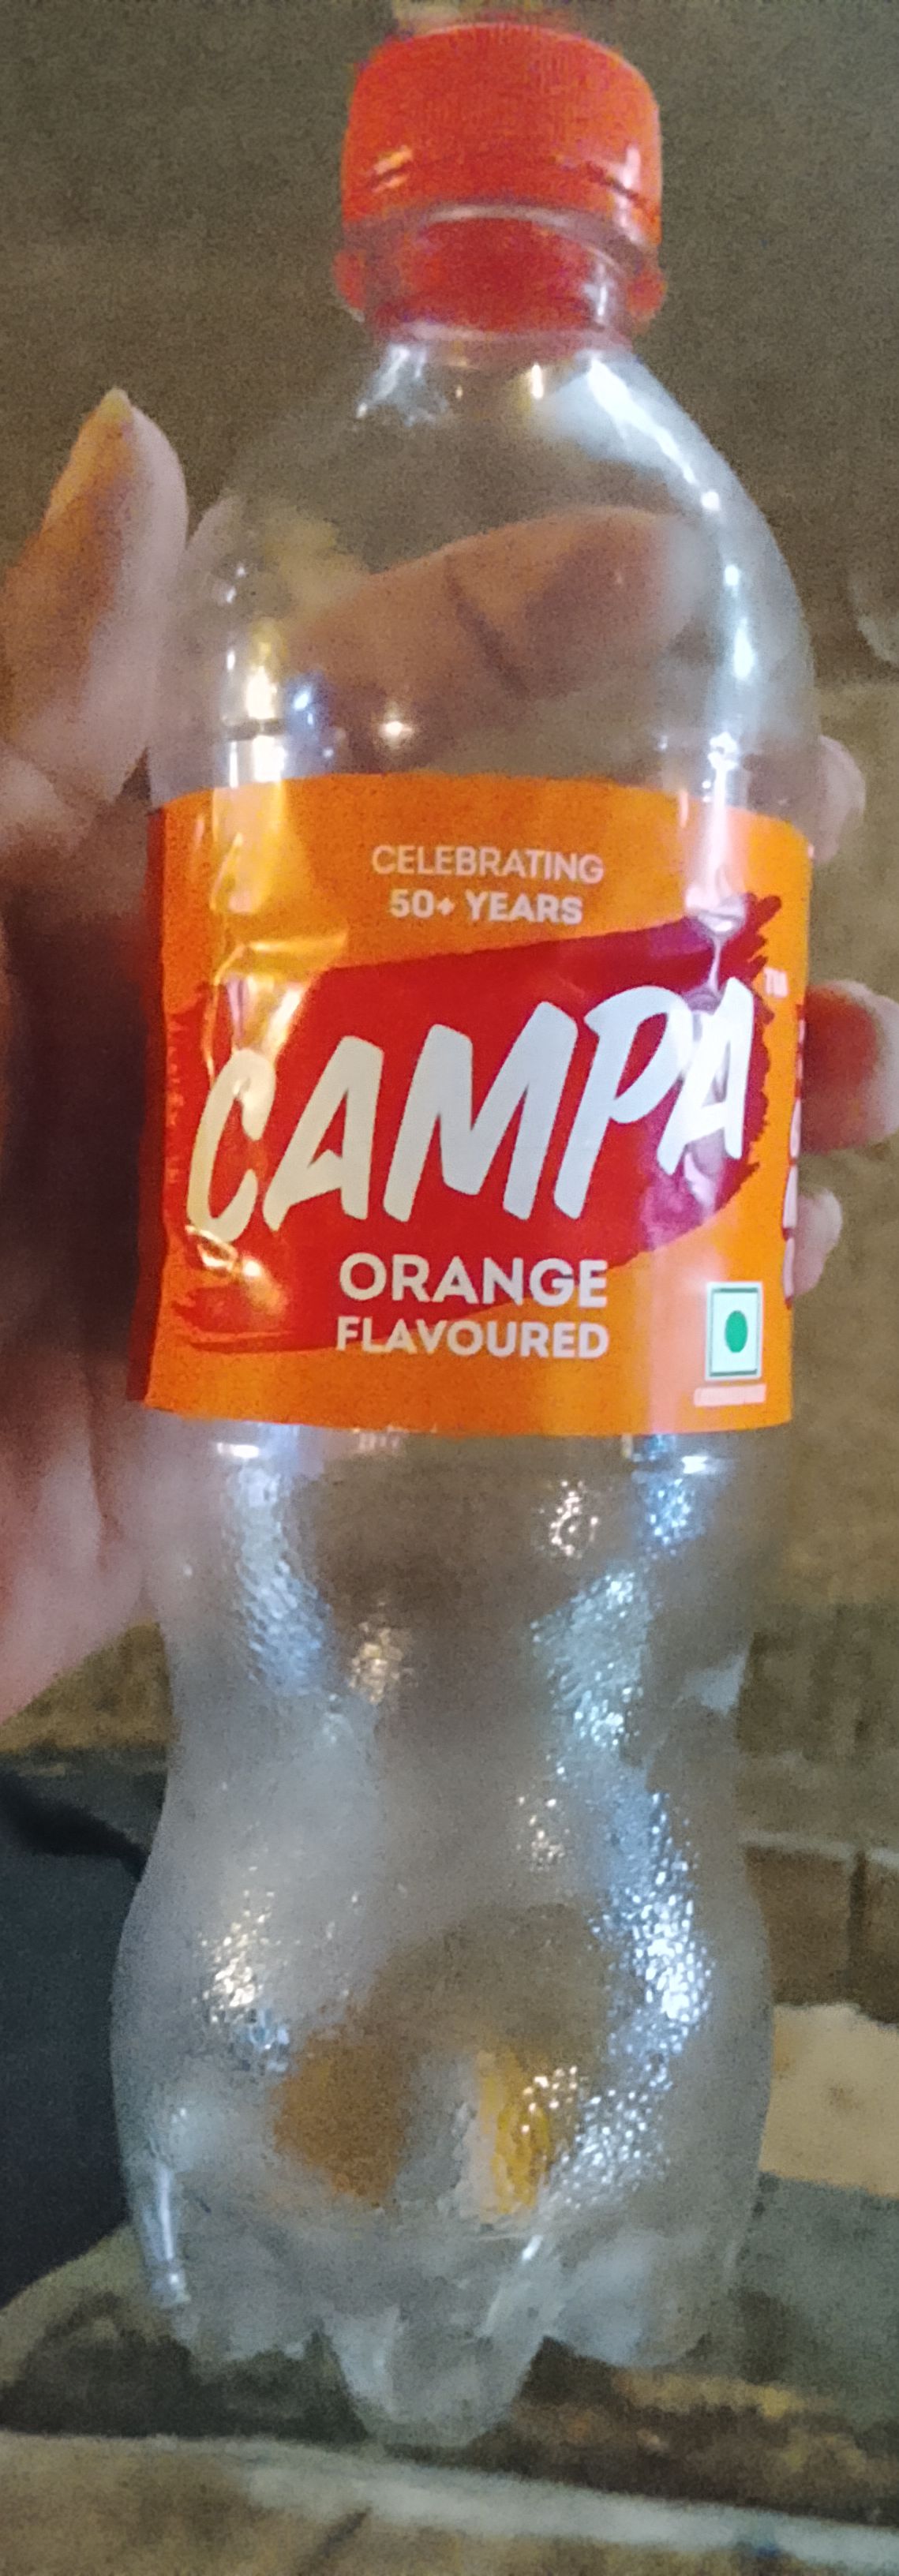 CELEBRATING
50+ YEARS
CAMPA
ORANGE
FLAVOURED